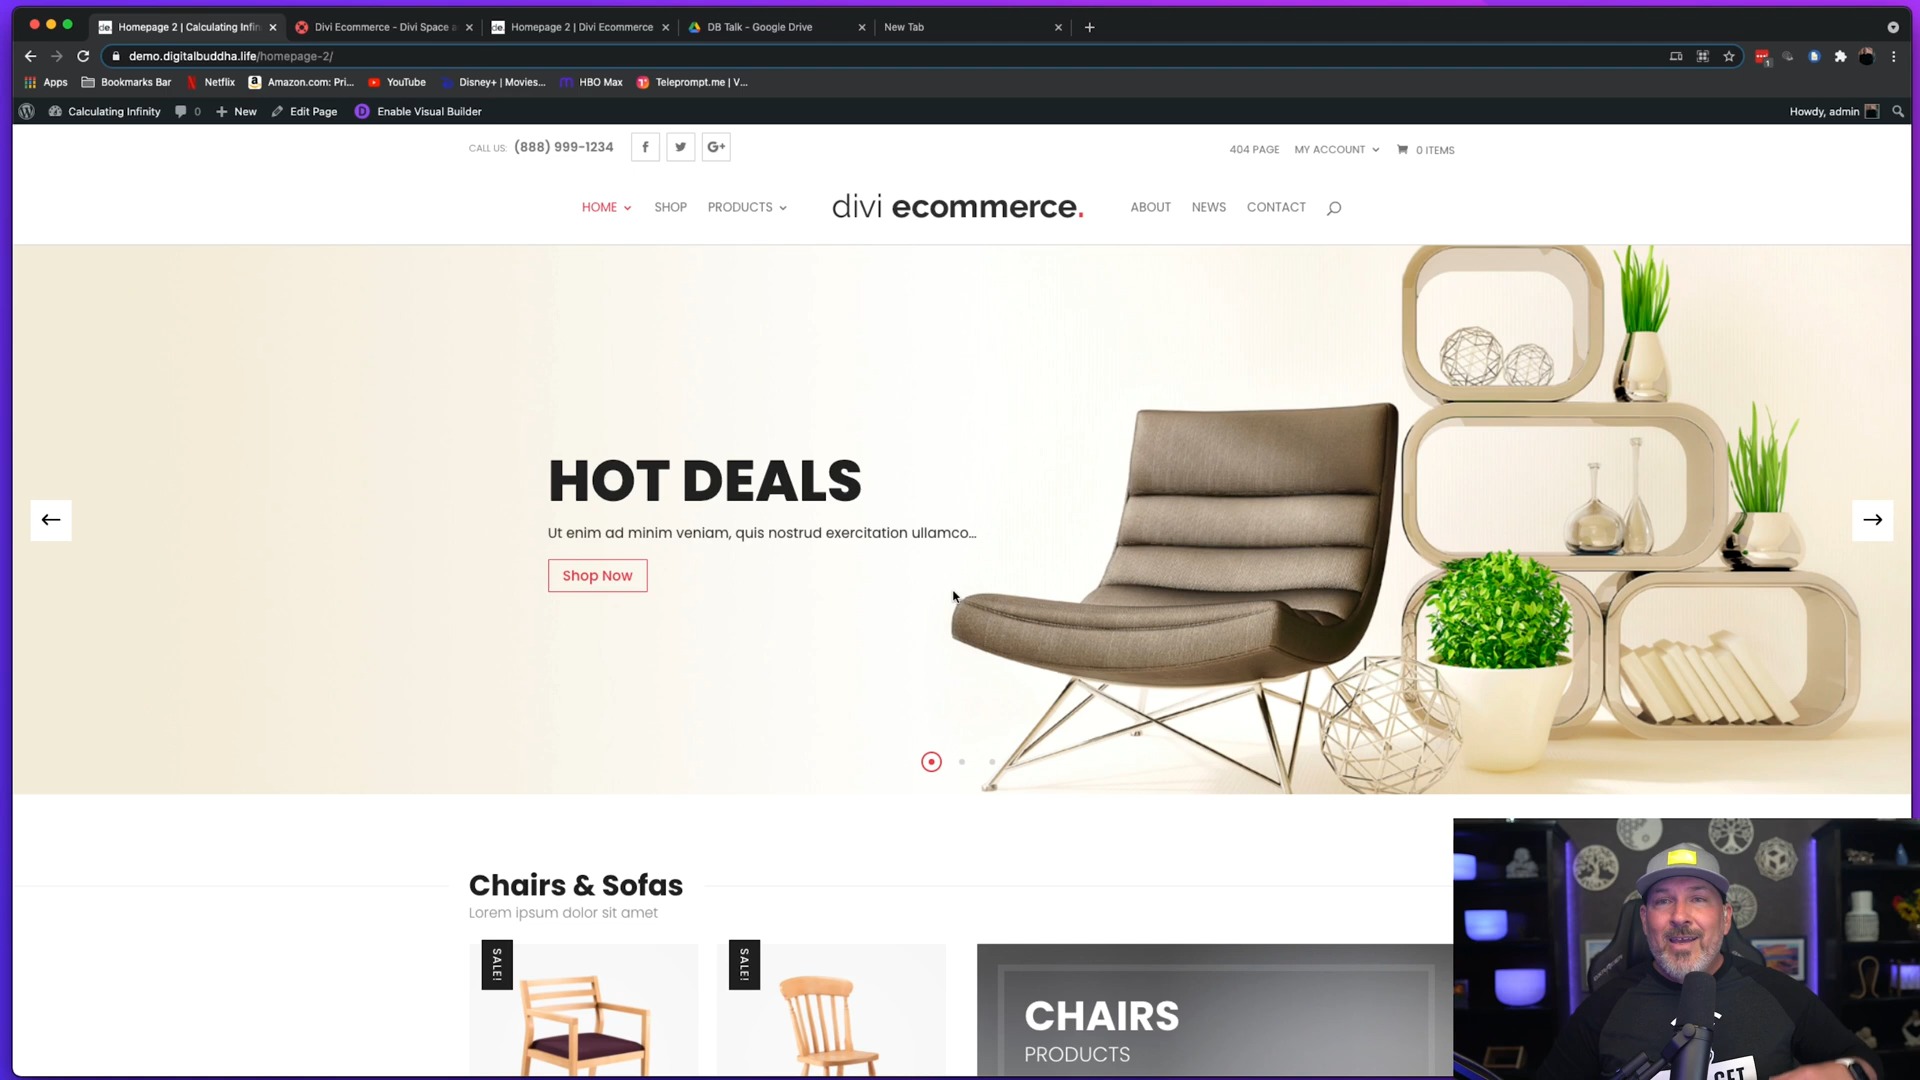 Homepage 2 | Calculating Infin
Divi Ecommerce - Divi Space a
Homepage 2 | Divi Ecommerce
DB Talk - Google Drive
New Tab
demo.digitalbuddha.life/homepage-2/
Apps
Bookmarks Bar
Netflix
Amazon.com: Pri...
YouTube
Disney+ | Movies...
HBO Max
Teleprompt.me | V...
Calculating Infinity
0
New
Edit Page
Enable Visual Builder
Howdy, admin
CALL US: (888) 999-1234
404 PAGE
MY ACCOUNT
0 ITEMS
HOME
SHOP
PRODUCTS
divi ecommerce.
ABOUT
NEWS
CONTACT
HOT DEALS
Ut enim ad minim veniam, quis nostrud exercitation ullamco...
Shop Now
Chairs & Sofas
Lorem ipsum dolor sit amet
SALE!
SALE!
CHAIRS
PRODUCTS
GET